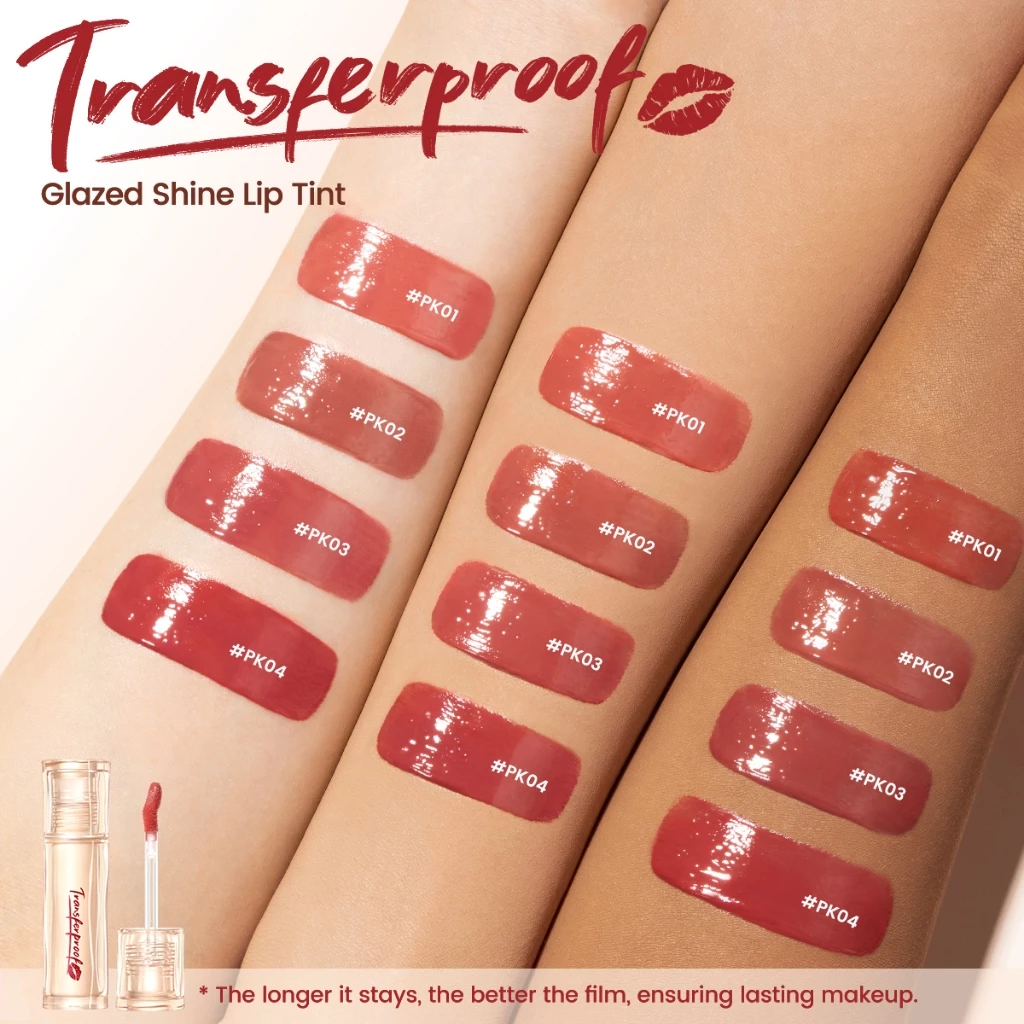 Transferproof
Glazed Shine Lip Tint
#PK01
#PK02
#PK03
#PK04
#PK01
#PK02
#PK03
#PK04
#PK01
#PK02
#PK03
#PK04
Transferproof
* The longer it stays, the better the film, ensuring lasting makeup.